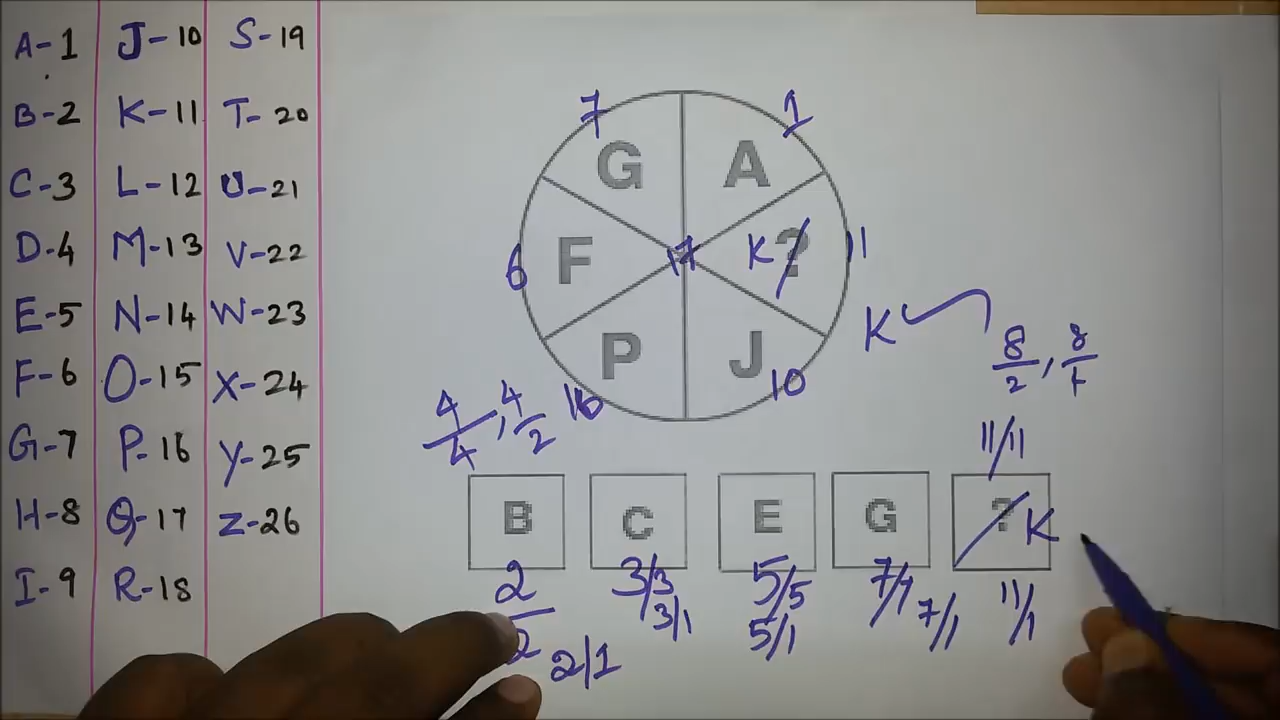 A-1 J-10 S-19
B-2 K-11 T-20
C-3 L-12 U-21
D-4 M-13 V-22
E-5 N-14 W-23
F-6 O-15 X-24
G-7 P-16 Y-25
H-8 Q-17 Z-26
I-9 R-18
7 1
G A
6 F 17 K ? 11
P J
16 10
K
8/2, 8/1
4/4, 4/2
11/11
B C E G ? K
2/2 3/3 5/5 7/7 11/1
2/1 3/1 5/1 7/1